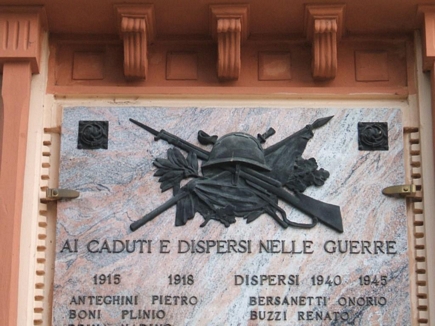 AI CADUTI E DISPERSI NELLE GUERRE
1915 1918 DISPERSI 1940 1945
ANTEGHINI PIETRO BERSANETTI ONORIO
BONI PLINIO BUZZI RENATO